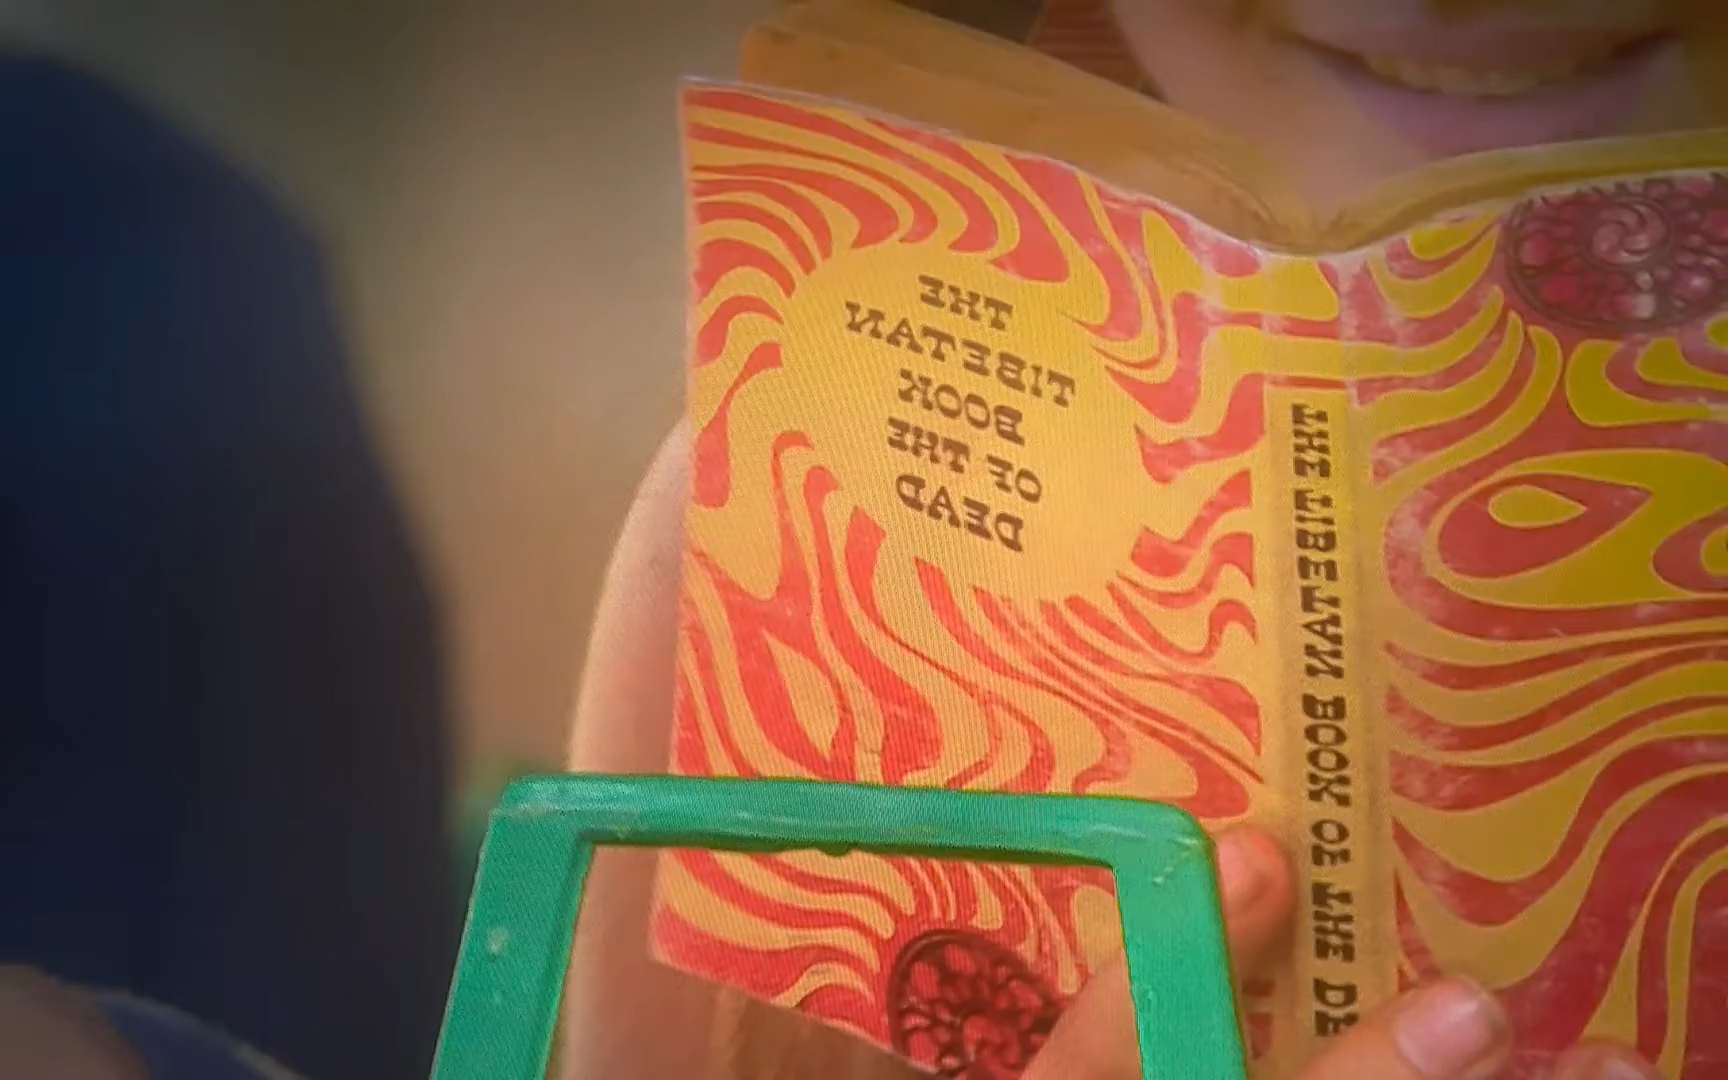 THE
TIBETAN
BOOK
OF THE
DEAD
THE TIBETAN BOOK OF THE DE